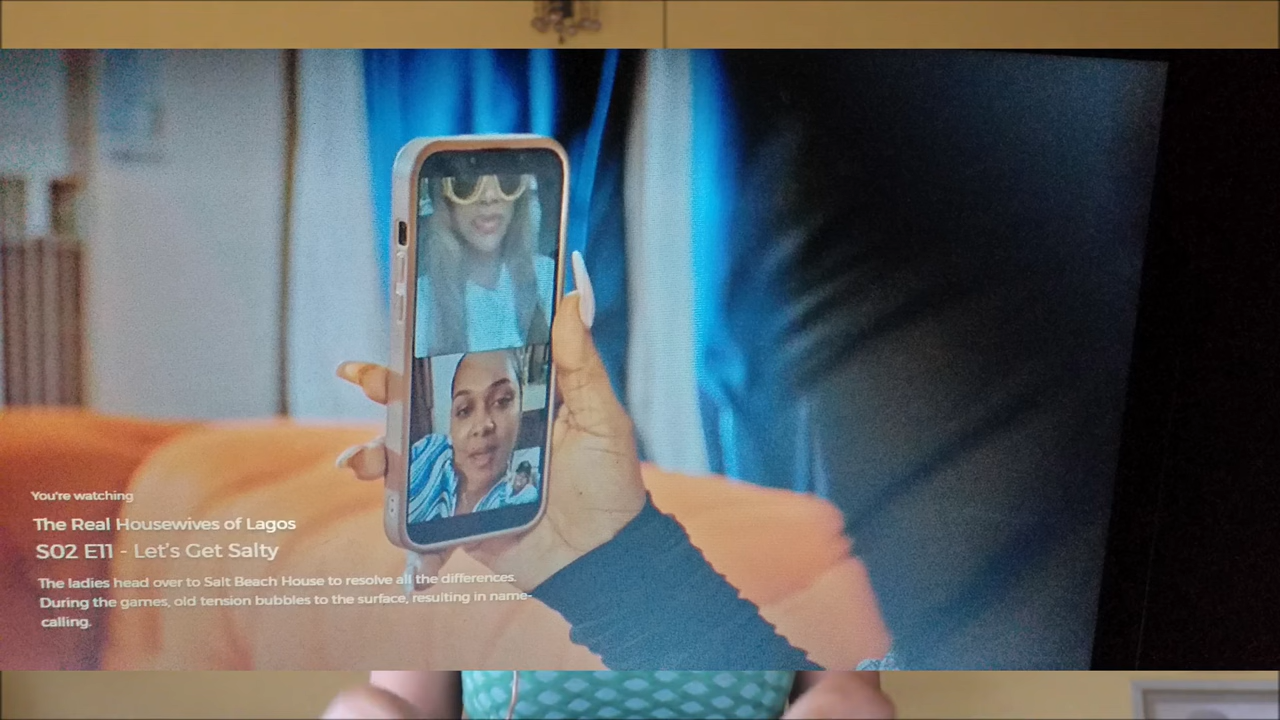 You're watching
The Real Housewives of Lagos
S02 E11 - Let's Get Salty
The ladies head over to Salt Beach House to resolve all the differences.
During the games, old tension bubbles to the surface, resulting in name-
calling.